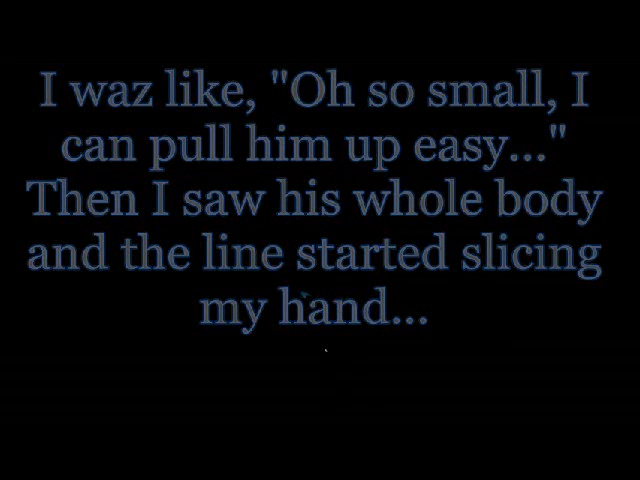 I waz like, "Oh so small, I
can pull him up easy..."
Then I saw his whole body
and the line started slicing
my hand...